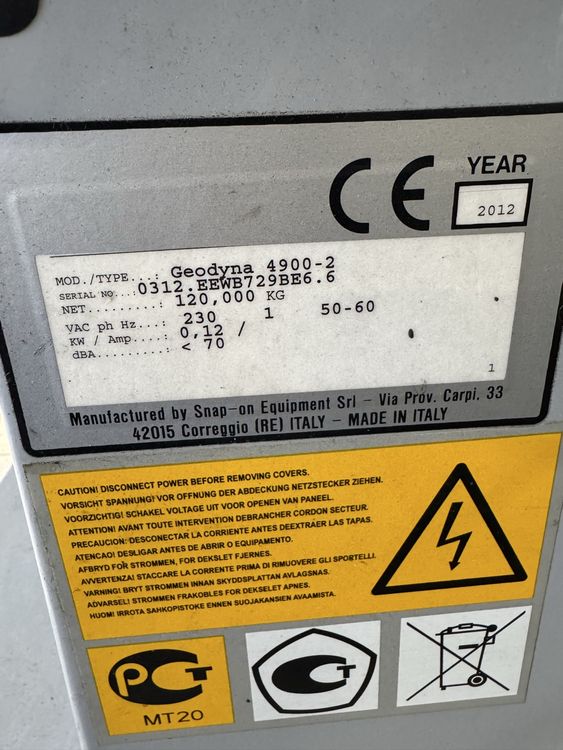 CE YEAR
2012
MOD./TYPE...: Geodyna 4900-2
SERIAL NO...: 0312.EEWB729BE6.6
NET.........: 120,000 KG
VAC ph Hz...: 230 1 50-60
KW / Amp....: 0,12 /
dBA.........: < 70
1
Manufactured by Snap-on Equipment Srl - Via Prov. Carpi. 33
42015 Correggio (RE) ITALY - MADE IN ITALY
CAUTION! DISCONNECT POWER BEFORE REMOVING COVERS.
VORSICHT SPANNUNG! VOR OFFNUNG DER ABDECKUNG NETZSTECKER ZIEHEN.
VOORZICHTIG! SCHAKEL VOLTAGE UIT VOOR OPENEN VAN PANEEL.
ATTENTION! AVANT TOUTE INTERVENTION DEBRANCHER CORDON SECTEUR.
PRECAUCION: DESCONECTAR LA CORRIENTE ANTES DEEXTRAER LAS TAPAS.
ATENCAO! DESLIGAR ANTES DE ABRIR O EQUIPAMENTO.
AFBRYD FØR STROMMEN, FOR DEKSLET FJERNES.
AVVERTENZA! STACCARE LA CORRENTE PRIMA DI RIMUOVERE GLI SPORTELLI.
VARNING! BRYT STROMMEN INNAN SKYDDSPLATTAN AVLAGSNAS.
ADVARSEL! STROMMEN FRAKOBLES FOR DEKSELET APNES.
HUOM! IRROTA SAHKOPISTOKE ENNEN SUOJAKANSIEN AVAAMISTA.
PCT
MT20